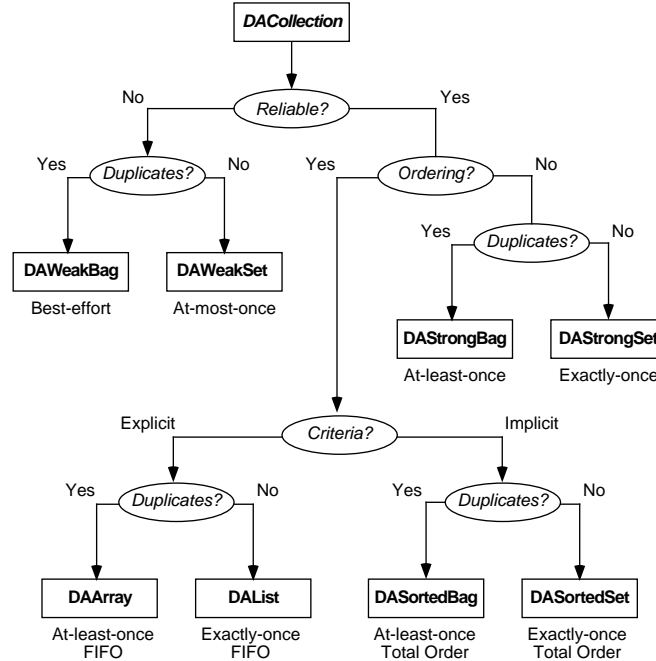 DACollection
No
Reliable?
Yes
Yes
Duplicates?
No
Yes
Ordering?
No
DAWeakBag
DAWeakSet
Yes
Duplicates?
No
Best-effort
At-most-once
DAStrongBag
DAStrongSet
At-least-once
Exactly-once
Explicit
Criteria?
Implicit
Yes
Duplicates?
No
Yes
Duplicates?
No
DAArray
DAList
DASortedBag
DASortedSet
At-least-once
FIFO
Exactly-once
FIFO
At-least-once
Total Order
Exactly-once
Total Order